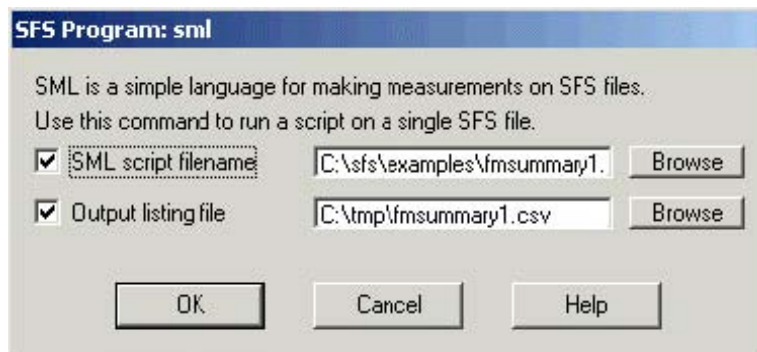 SFS Program: sml
SML is a simple language for making measurements on SFS files.
Use this command to run a script on a single SFS file.
SML script filename C:\sfs\examples\fmsummary1. Browse
Output listing file C:\tmp\fmsummary1.csv Browse
OK Cancel Help